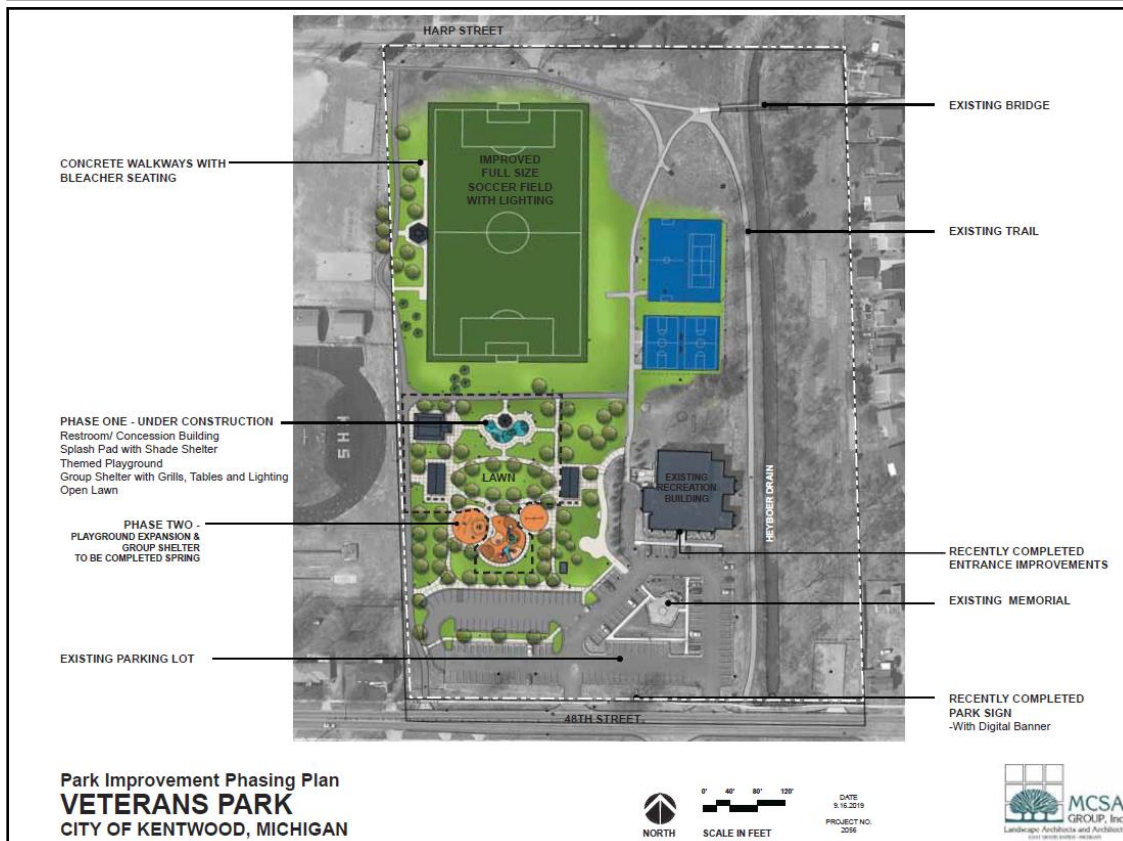 HARP STREET
EXISTING BRIDGE
CONCRETE WALKWAYS WITH
BLEACHER SEATING
IMPROVED
FULL SIZE
SOCCER FIELD
WITH LIGHTING
EXISTING TRAIL
PHASE ONE - UNDER CONSTRUCTION
Restroom/ Concession Building
Splash Pad with Shade Shelter
Themed Playground
Group Shelter with Grills, Tables and Lighting
Open Lawn
SHS
LAWN
EXISTING
RECREATION
BUILDING
HEYBOER DRAIN
PHASE TWO -
PLAYGROUND EXPANSION &
GROUP SHELTER
TO BE COMPLETED SPRING
RECENTLY COMPLETED
ENTRANCE IMPROVEMENTS
EXISTING MEMORIAL
EXISTING PARKING LOT
RECENTLY COMPLETED
PARK SIGN
-With Digital Banner
48TH STREET
Park Improvement Phasing Plan
VETERANS PARK
CITY OF KENTWOOD, MICHIGAN
NORTH
0' 40' 80' 120'
SCALE IN FEET
DATE
9.16.2019
PROJECT NO.
2056
MCSA
GROUP, Inc
Landscape Architects and Architect